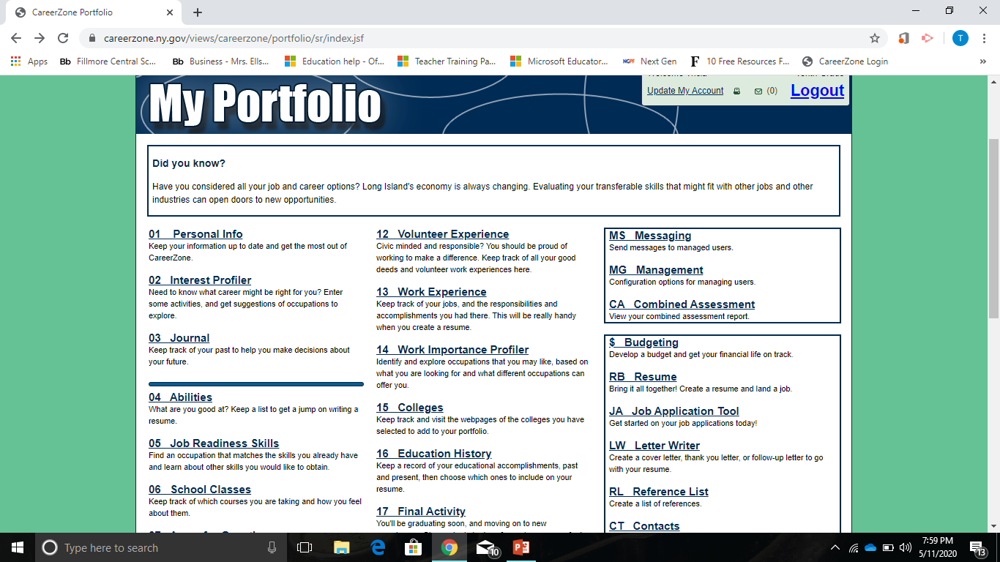 CareerZone Portfolio
careerzone.ny.gov/views/careerzone/portfolio/sr/index.jsf
T
Apps
Bb Fillmore Central Sc...
Bb Business - Mrs. Ells...
Education help - Of...
Teacher Training Pa...
Microsoft Educator...
NGPF Next Gen
F 10 Free Resources F...
CareerZone Login
»
My Portfolio
Update My Account (0) Logout
Did you know?
Have you considered all your job and career options? Long Island's economy is always changing. Evaluating your transferable skills that might fit with other jobs and other
industries can open doors to new opportunities.
01 Personal Info
Keep your information up to date and get the most out of
CareerZone.
02 Interest Profiler
Need to know what career might be right for you? Enter
some activities, and get suggestions of occupations to
explore.
03 Journal
Keep track of your past to help you make decisions about
your future.
04 Abilities
What are you good at? Keep a list to get a jump on writing a
resume.
05 Job Readiness Skills
Find an occupation that matches the skills you already have
and learn about other skills you would like to obtain.
06 School Classes
Keep track of which courses you are taking and how you feel
about them.
12 Volunteer Experience
Civic minded and responsible? You should be proud of
working to make a difference. Keep track of all your good
deeds and volunteer work experiences here.
13 Work Experience
Keep track of your jobs, and the responsibilities and
accomplishments you had there. This will be really handy
when you create a resume.
14 Work Importance Profiler
Identify and explore occupations that you may like, based on
what you are looking for and what different occupations can
offer you.
15 Colleges
Keep track and visit the webpages of the colleges you have
selected to add to your portfolio.
16 Education History
Keep a record of your educational accomplishments, past
and present, then choose which ones to include on your
resume.
17 Final Activity
You'll be graduating soon, and moving on to new
MS Messaging
Send messages to managed users.
MG Management
Configuration options for managing users.
CA Combined Assessment
View your combined assessment report.
$ Budgeting
Develop a budget and get your financial life on track.
RB Resume
Bring it all together! Create a resume and land a job.
JA Job Application Tool
Get started on your job applications today!
LW Letter Writer
Create a cover letter, thank you letter, or follow-up letter to go
with your resume.
RL Reference List
Create a list of references.
CT Contacts
Type here to search
10
7:59 PM
5/11/2020
13